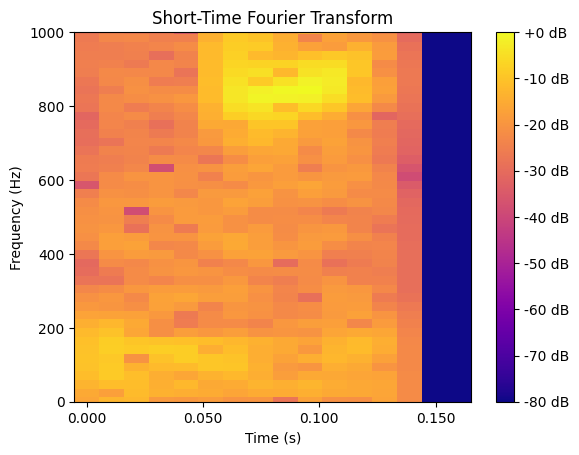 Short-Time Fourier Transform
1000
800
600
400
200
0
Frequency (Hz)
0.000
0.050
0.100
0.150
Time (s)
+0 dB
-10 dB
-20 dB
-30 dB
-40 dB
-50 dB
-60 dB
-70 dB
-80 dB